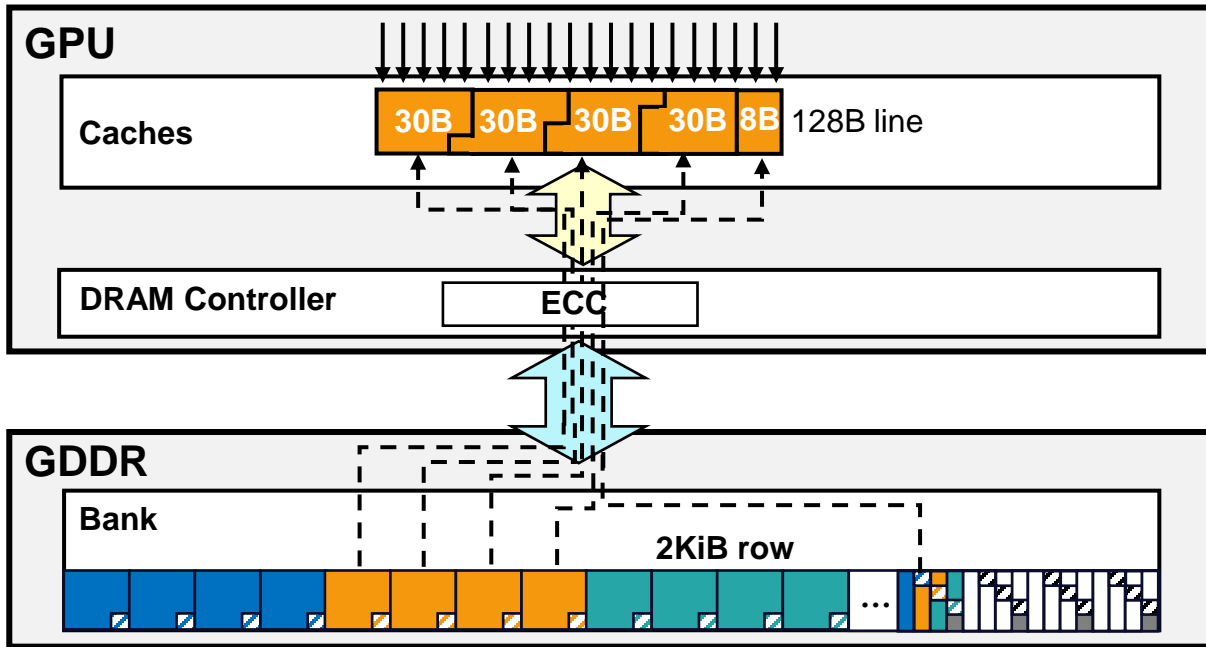 GPU
Caches
30B 30B 30B 30B 8B 128B line
DRAM Controller
ECC
GDDR
Bank
2KiB row
...